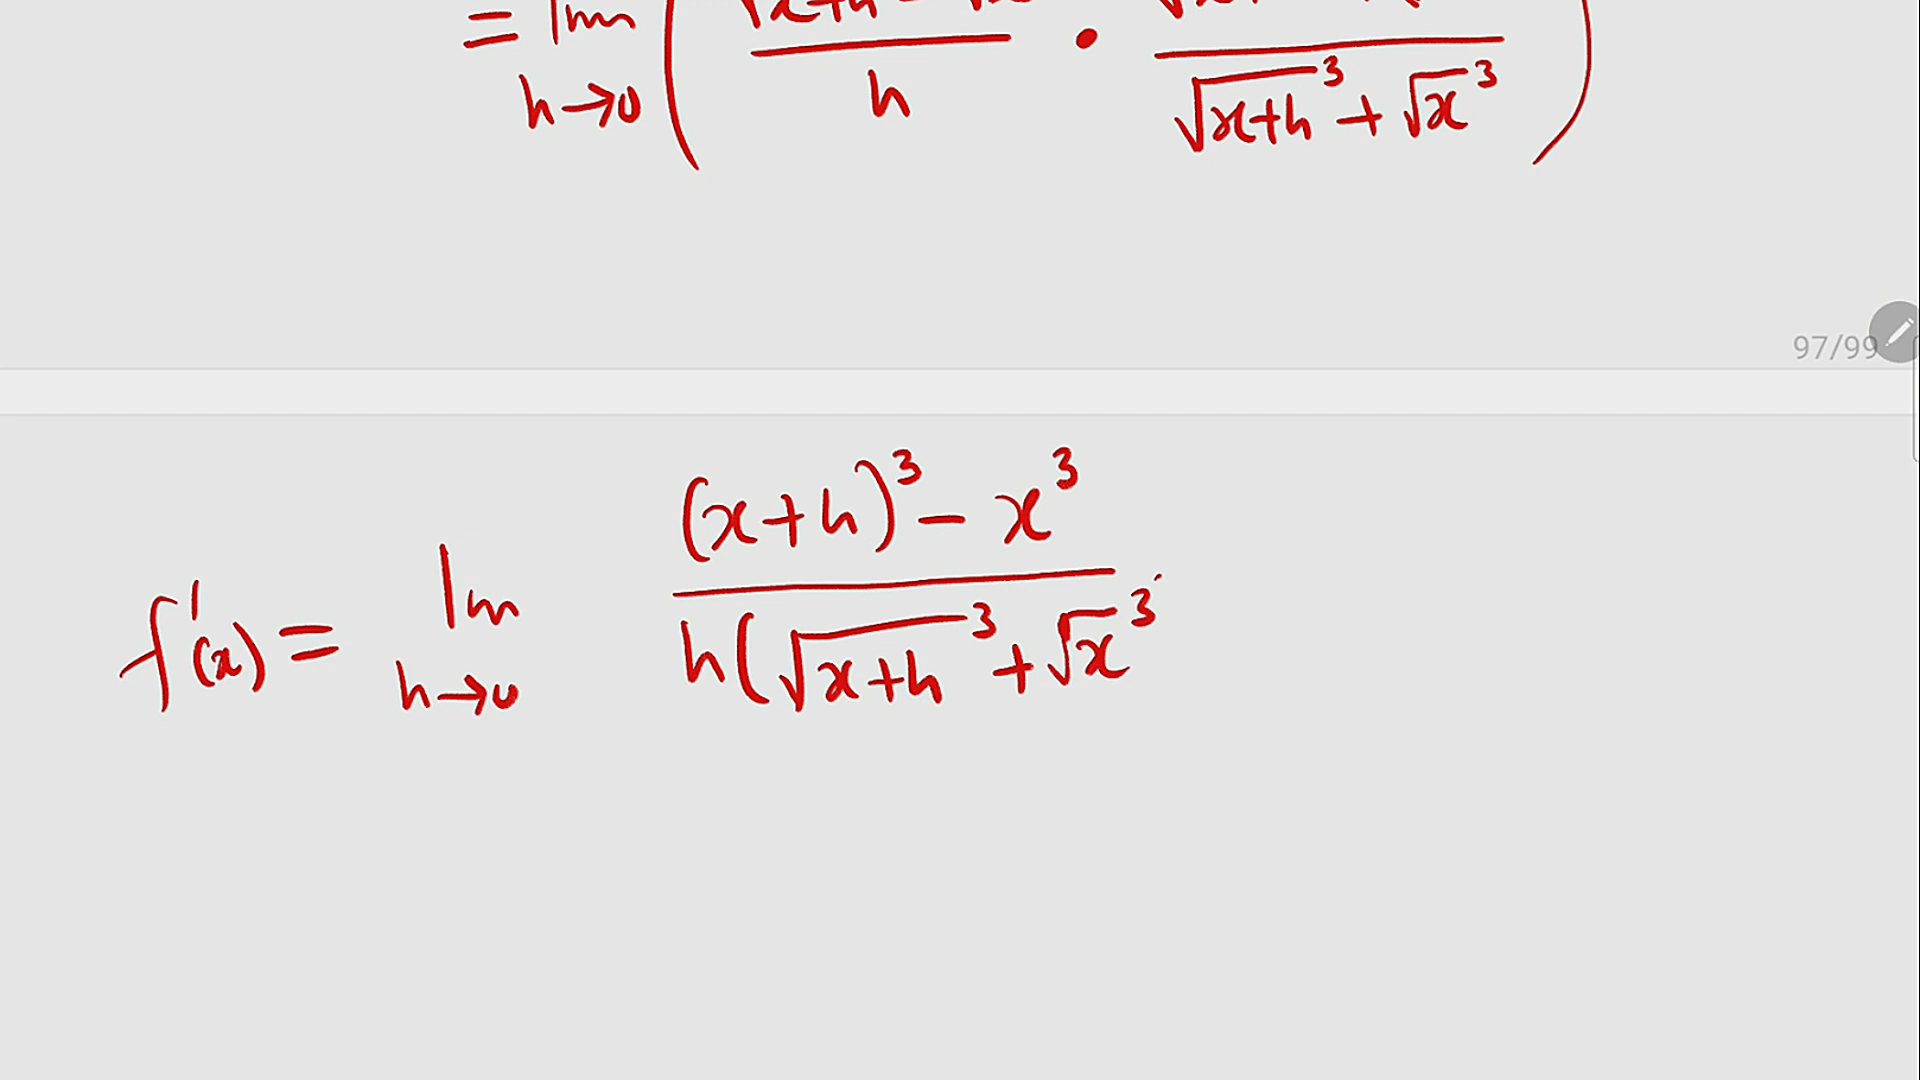 = lim h→0 ( √x+h / h · / √x+h³ + √x³ )
97/99
f'(x) = lim h→0 (x+h)³ - x³ / h(√x+h³ + √x³